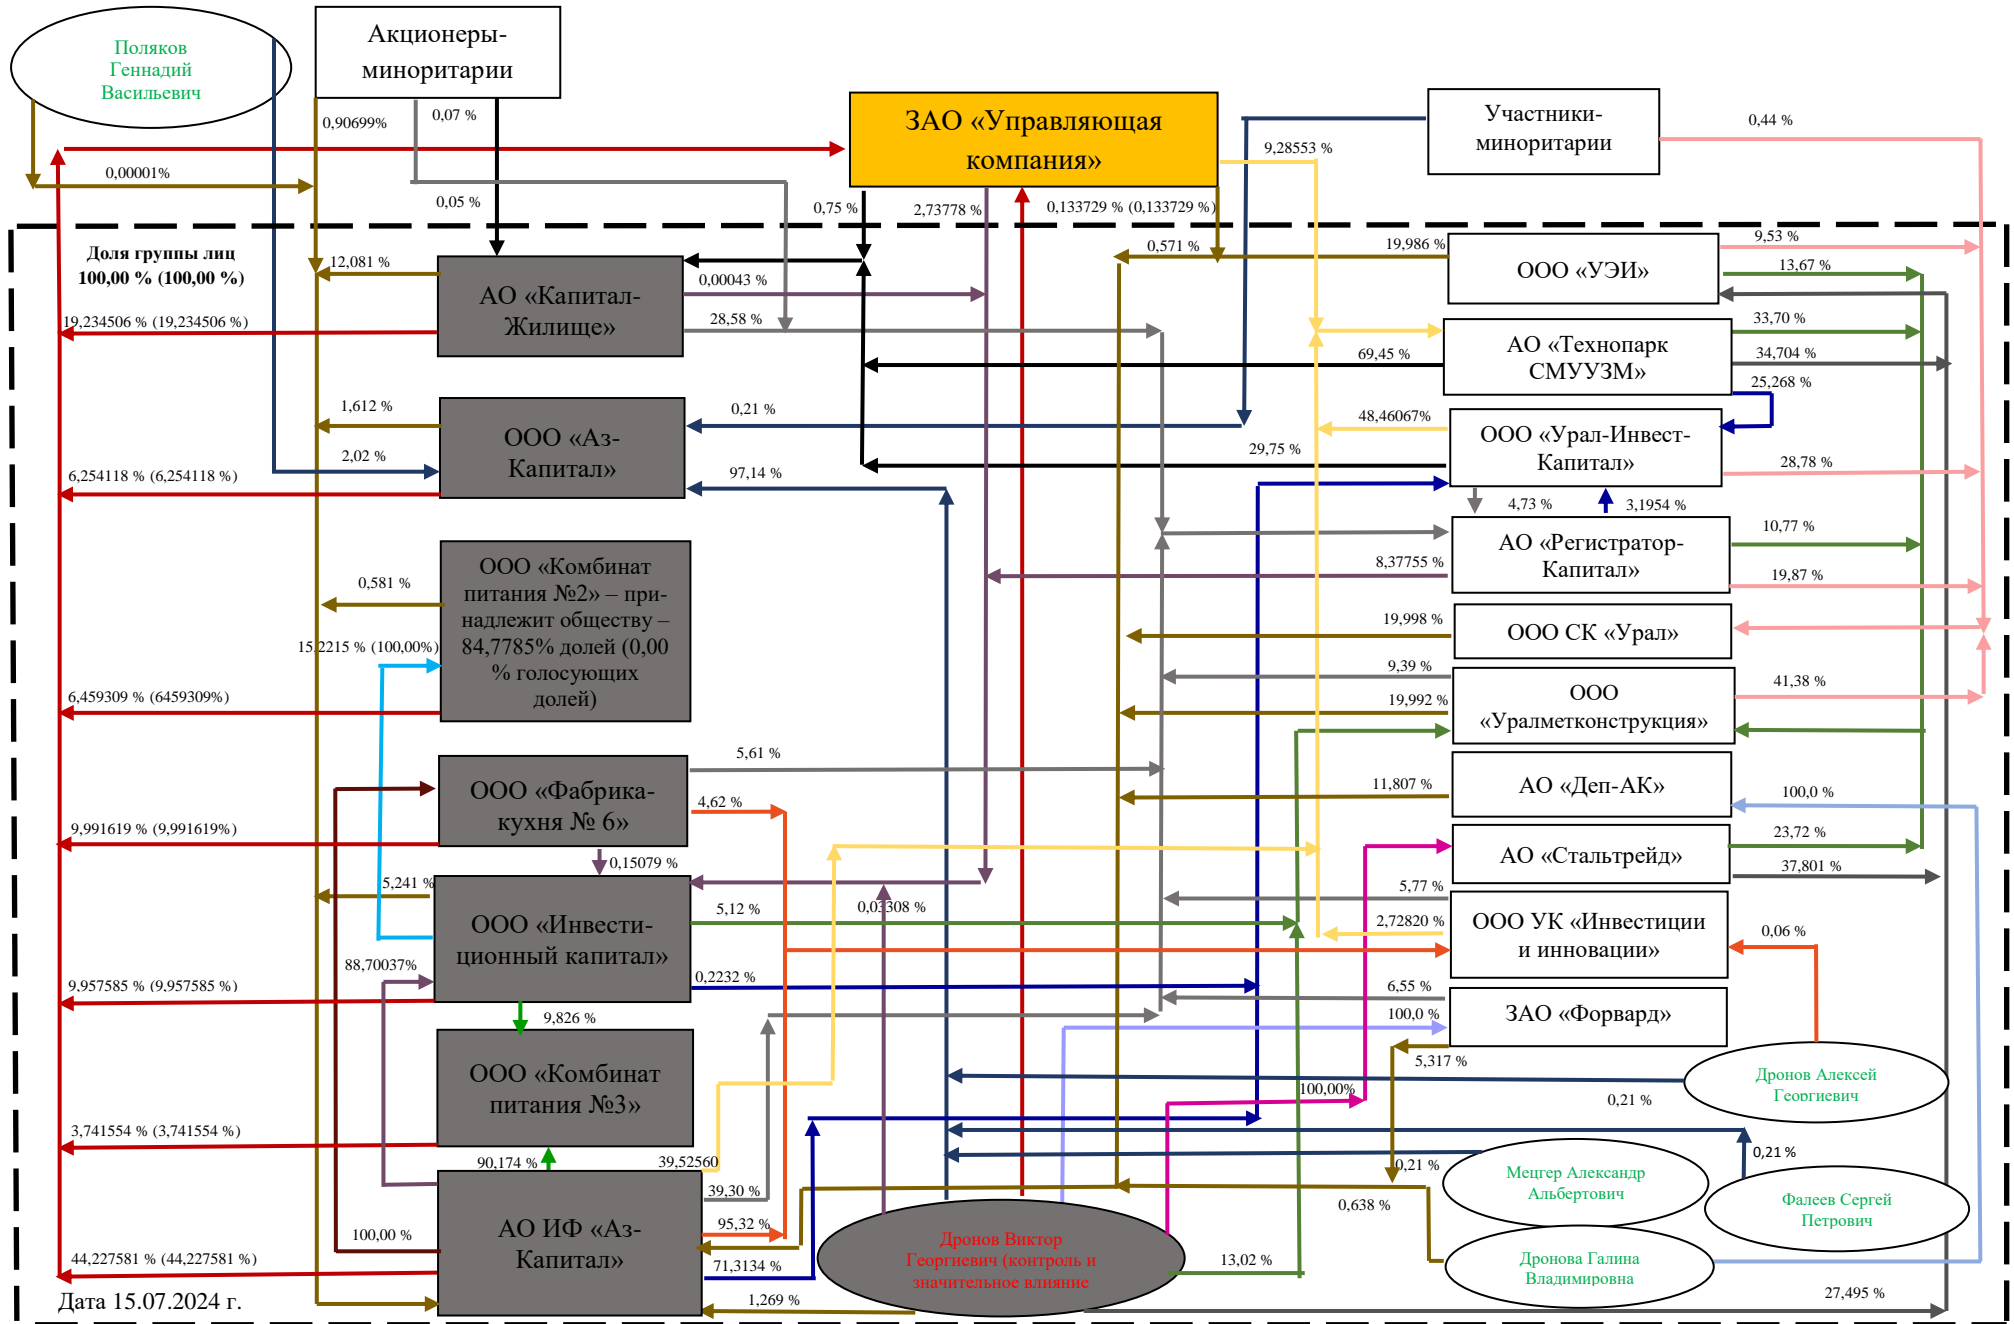 Поляков
Геннадий
Васильевич
Акционеры-
миноритарии
ЗАО «Управляющая
компания»
Участники-
миноритарии
0,90699%
0,07 %
0,44 %
9,28553 %
0,00001%
0,05 %
0,75 %
2,73778 %
0,133729 % (0,133729 %)
Доля группы лиц
100,00 % (100,00 %)
12,081 %
АО «Капитал-
Жилище»
0,00043 %
28,58 %
0,571 %
19,986 %
ООО «УЭИ»
9,53 %
13,67 %
19,234506 % (19,234506 %)
69,45 %
АО «Технопарк
СМУУЗМ»
33,70 %
34,704 %
25,268 %
1,612 %
ООО «Аз-
Капитал»
0,21 %
2,02 %
97,14 %
48,46067%
29,75 %
ООО «Урал-Инвест-
Капитал»
28,78 %
6,254118 % (6,254118 %)
4,73 %
3,1954 %
0,581 %
ООО «Комбинат
питания №2» – при-
надлежит обществу –
84,7785% долей (0,00
% голосующих
долей)
8,37755 %
АО «Регистратор-
Капитал»
10,77 %
19,87 %
15,2215 % (100,00%)
19,998 %
ООО СК «Урал»
6,459309 % (6459309%)
9,39 %
19,992 %
ООО
«Уралметконструкция»
41,38 %
ООО «Фабрика-
кухня № 6»
5,61 %
4,62 %
11,807 %
АО «Деп-АК»
100,0 %
9,991619 % (9,991619%)
0,15079 %
АО «Стальтрейд»
23,72 %
37,801 %
5,241 %
ООО «Инвести-
ционный капитал»
5,12 %
0,03308 %
0,2232 %
5,77 %
2,72820 %
ООО УК «Инвестиции
и инновации»
0,06 %
88,70037%
9,957585 % (9,957585 %)
9,826 %
6,55 %
100,0 %
ЗАО «Форвард»
5,317 %
ООО «Комбинат
питания №3»
100,00%
0,21 %
Дронов Алексей
Георгиевич
3,741554 % (3,741554 %)
90,174 %
39,52560
39,30 %
0,21 %
Мецгер Александр
Альбертович
0,21 %
0,638 %
Фалеев Сергей
Петрович
АО ИФ «Аз-
Капитал»
100,00 %
95,32 %
71,3134 %
Дронов Виктор
Георгиевич (контроль и
значительное влияние
13,02 %
Дронова Галина
Владимировна
44,227581 % (44,227581 %)
Дата 15.07.2024 г.
1,269 %
27,495 %